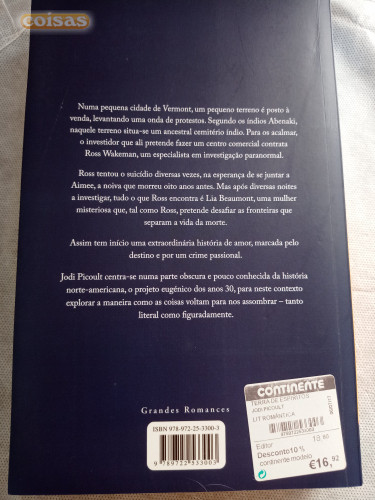 coisas
Numa pequena cidade de Vermont, um pequeno terreno é posto à
venda, levantando uma onda de protestos. Segundo os índios Abenaki,
naquele terreno situa-se um ancestral cemitério índio. Para os acalmar,
o investidor que ali pretende fazer um centro comercial contrata
Ross Wakeman, um especialista em investigação paranormal.
Ross tentou o suicídio diversas vezes, na esperança de se juntar a
Aimee, a noiva que morreu oito anos antes. Mas após diversas noites
a investigar, tudo o que Ross encontra é Lia Beaumont, uma mulher
misteriosa que, tal como Ross, pretende desafiar as fronteiras que
separam a vida da morte.
Assim tem início uma extraordinária história de amor, marcada pelo
destino e por um crime passional.
Jodi Picoult centra-se numa parte obscura e pouco conhecida da história
norte-americana, o projeto eugénico dos anos 30, para neste contexto
explorar a maneira como as coisas voltam para nos assombrar – tanto
literal como figuradamente.
Grandes Romances
ISBN 978-972-25-3300-3
9 789722 533003
CONTINENTE
TERRA DE ESPIRITOS
JODI PICOULT
LIT ROMÂNTICA
9789722533003
Editor
Desconto10 %
continente modelo
€16,92